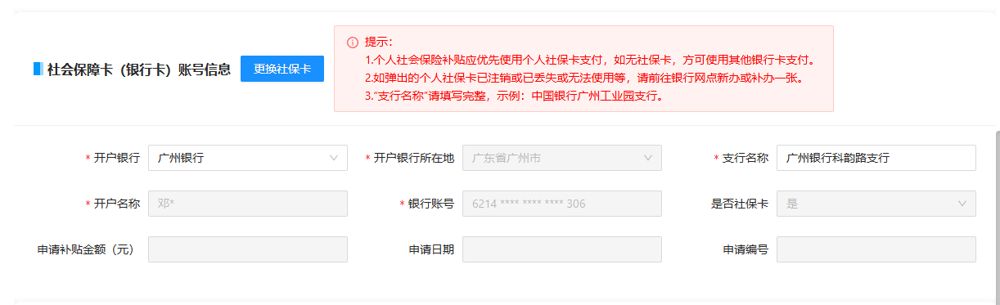 社会保障卡（银行卡）账号信息
更换社保卡
提示：
1.个人社会保险补贴应优先使用个人社保卡支付，如无社保卡，方可使用其他银行卡支付。
2.如弹出的个人社保卡已注销或已丢失或无法使用等，请前往银行网点新办或补办一张。
3."支行名称"请填写完整，示例：中国银行广州工业园支行。
* 开户银行 广州银行 * 开户银行所在地 广东省广州市 * 支行名称 广州银行科韵路支行
* 开户名称 邓* * 银行账号 6214 **** **** **** 306 是否社保卡 是
申请补贴金额（元） 申请日期 申请编号